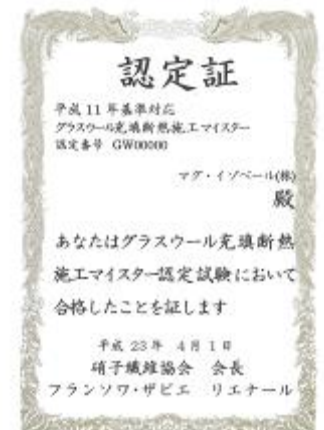 認定証
平成 11 年基準対応
グラスウール充填断熱施工マイスター
認定番号 GW00000
マグ・イゾベール(株)
殿
あなたはグラスウール充填断熱
施工マイスター認定試験において
合格したことを証します
平成 23年 4月1日
硝子繊維協会 会長
フランソワ・ザビエ リエナール